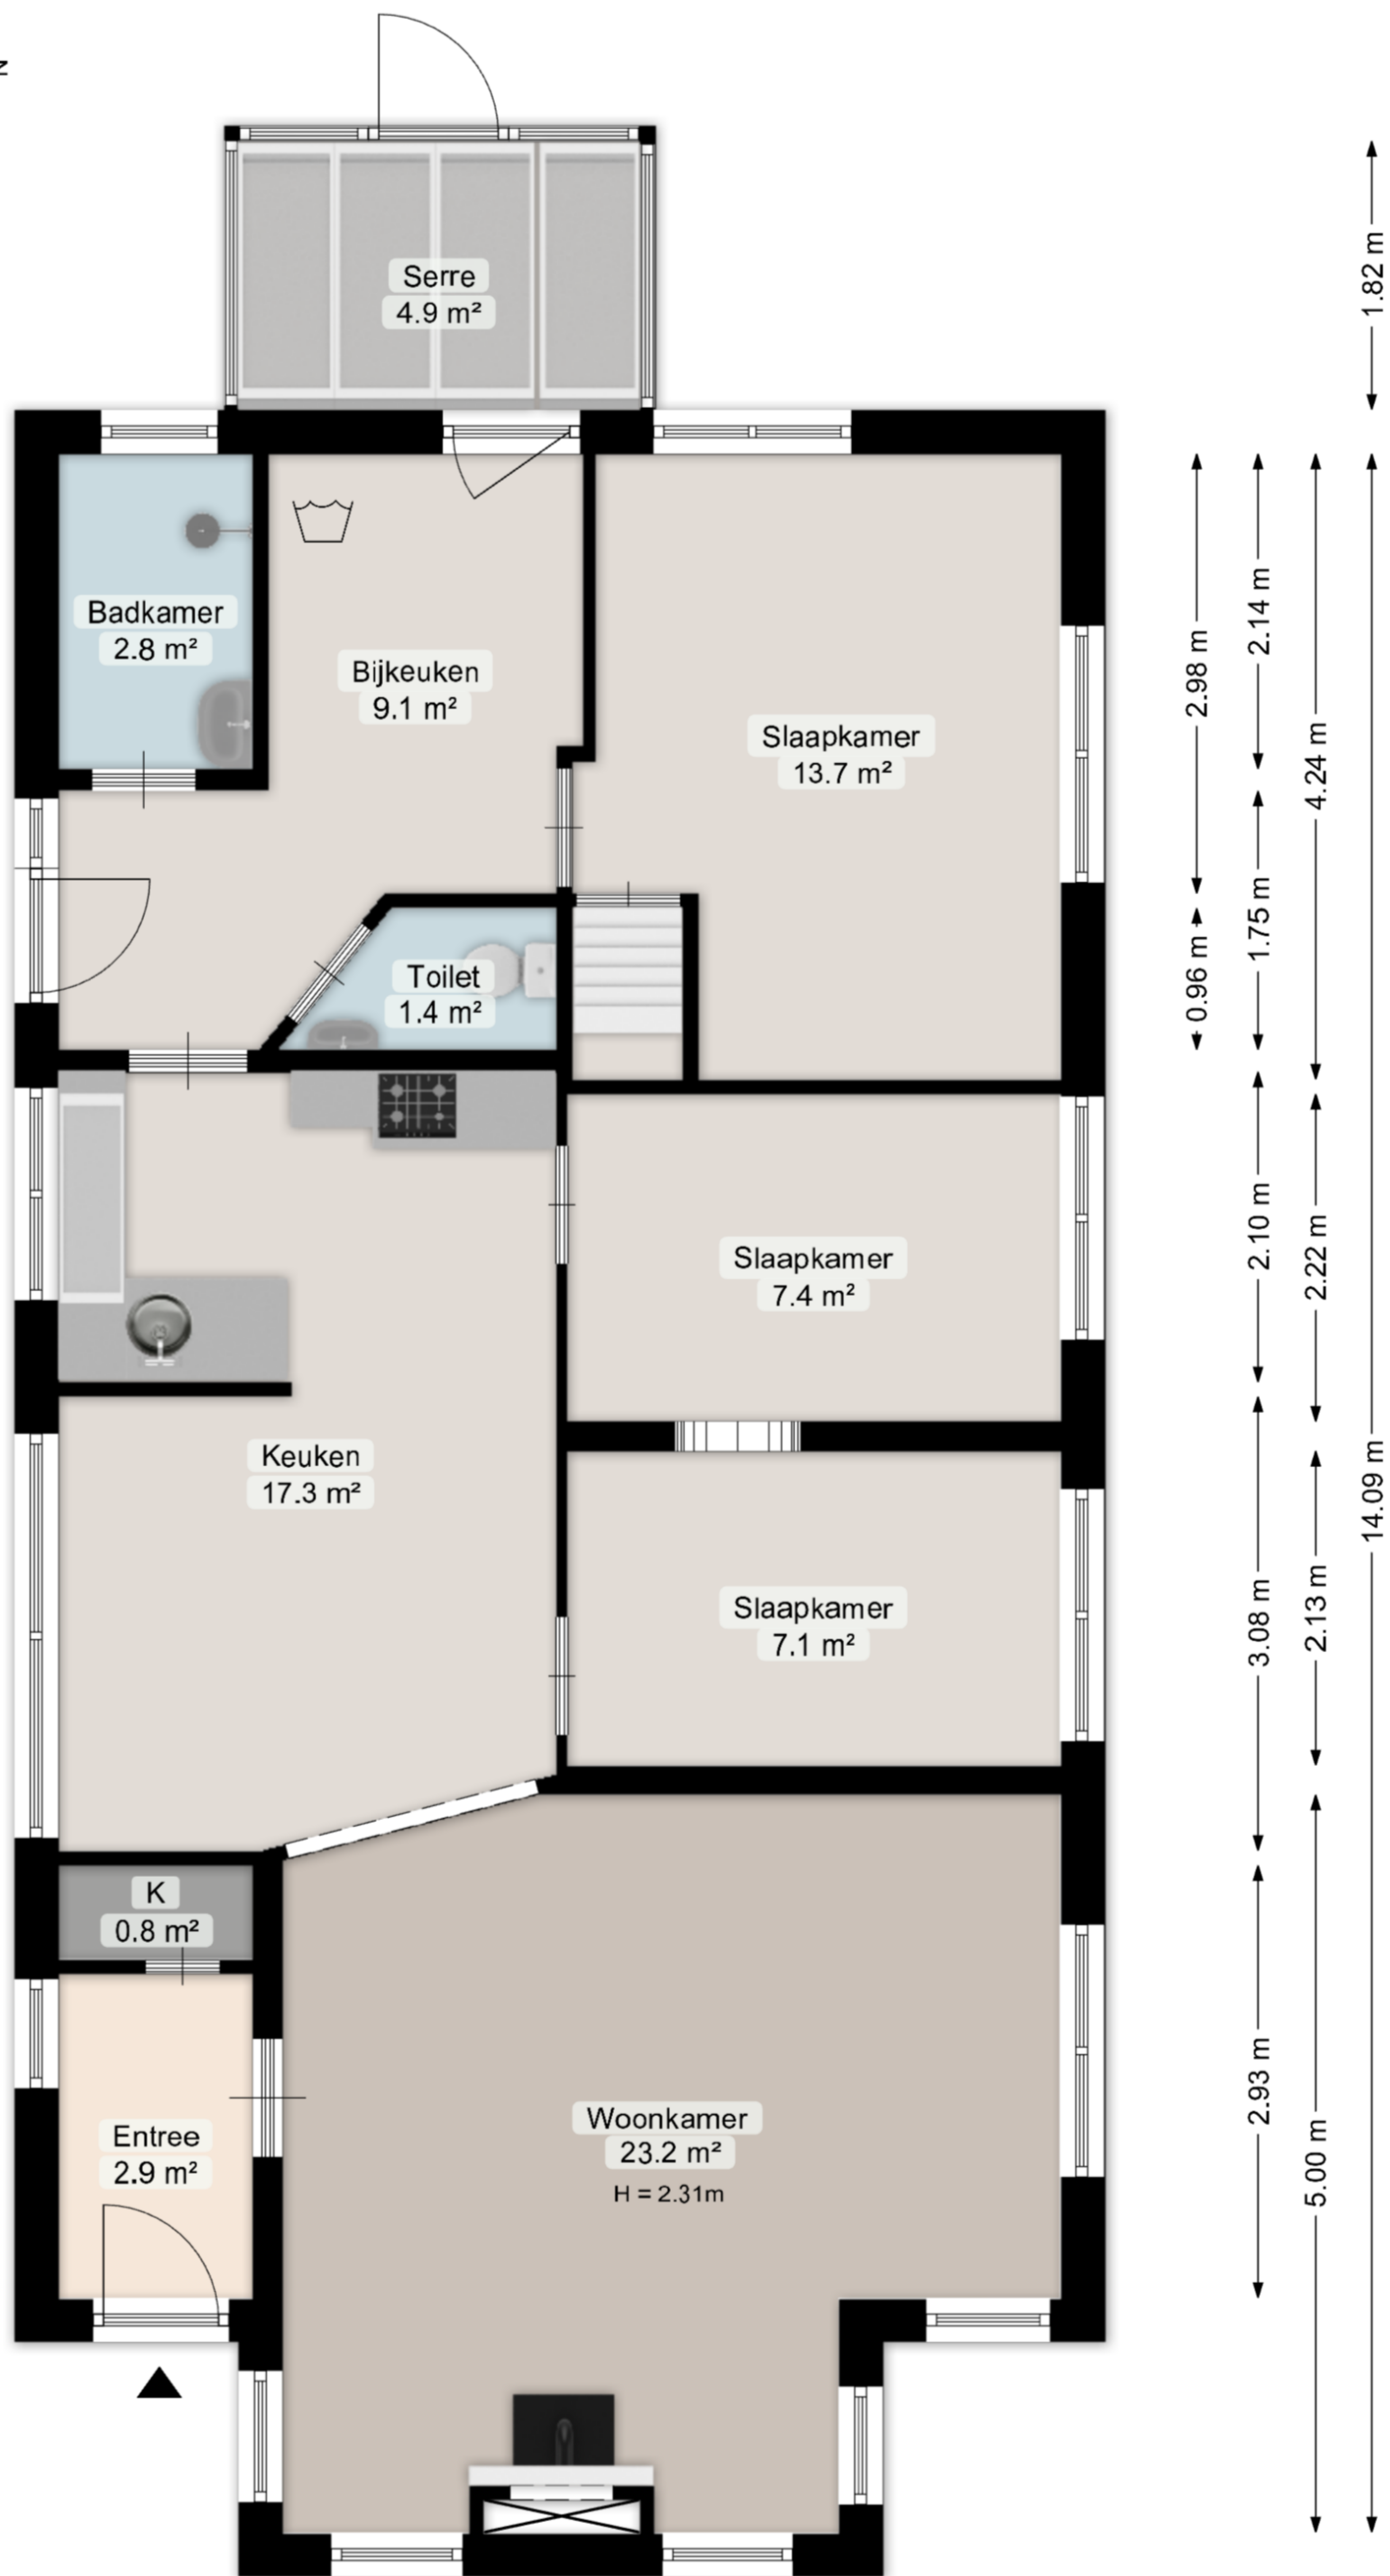 N
Serre
4.9 m²
1.82 m
Badkamer
2.8 m²
Bijkeuken
9.1 m²
Slaapkamer
13.7 m²
2.98 m
2.14 m
4.24 m
Toilet
1.4 m²
0.96 m
1.75 m
Slaapkamer
7.4 m²
2.10 m
2.22 m
Keuken
17.3 m²
14.09 m
Slaapkamer
7.1 m²
3.08 m
2.13 m
K
0.8 m²
Entree
2.9 m²
Woonkamer
23.2 m²
H = 2.31m
2.93 m
5.00 m